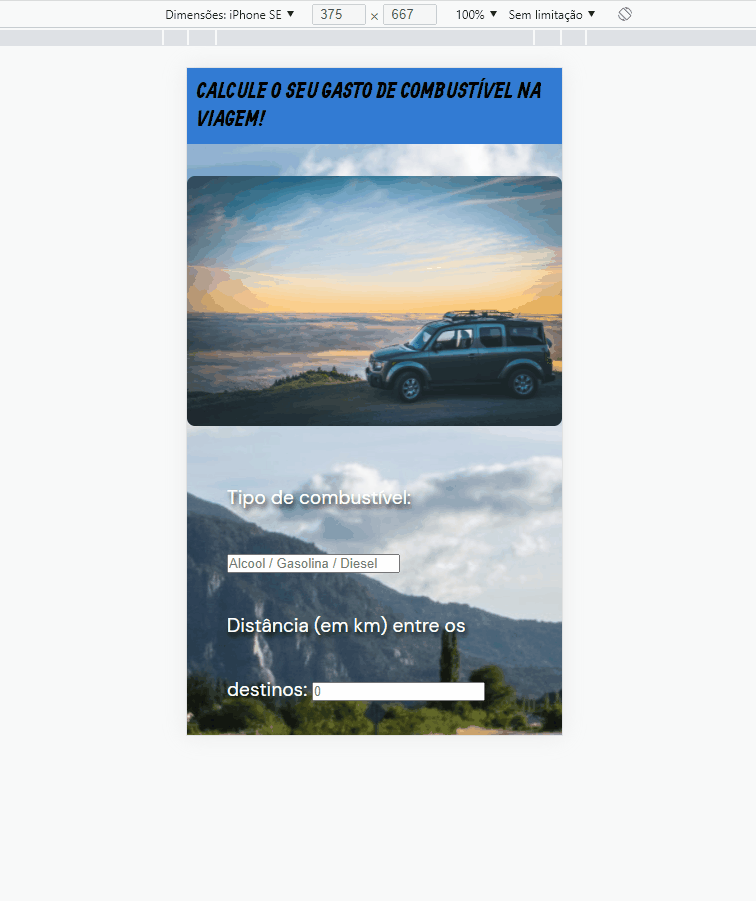 Dimensões: iPhone SE ▼ 375 × 667 100% ▼ Sem limitação ▼
CALCULE O SEU GASTO DE COMBUSTÍVEL NA
VIAGEM!
Tipo de combustível:
Alcool / Gasolina / Diesel
Distância (em km) entre os
destinos: 0